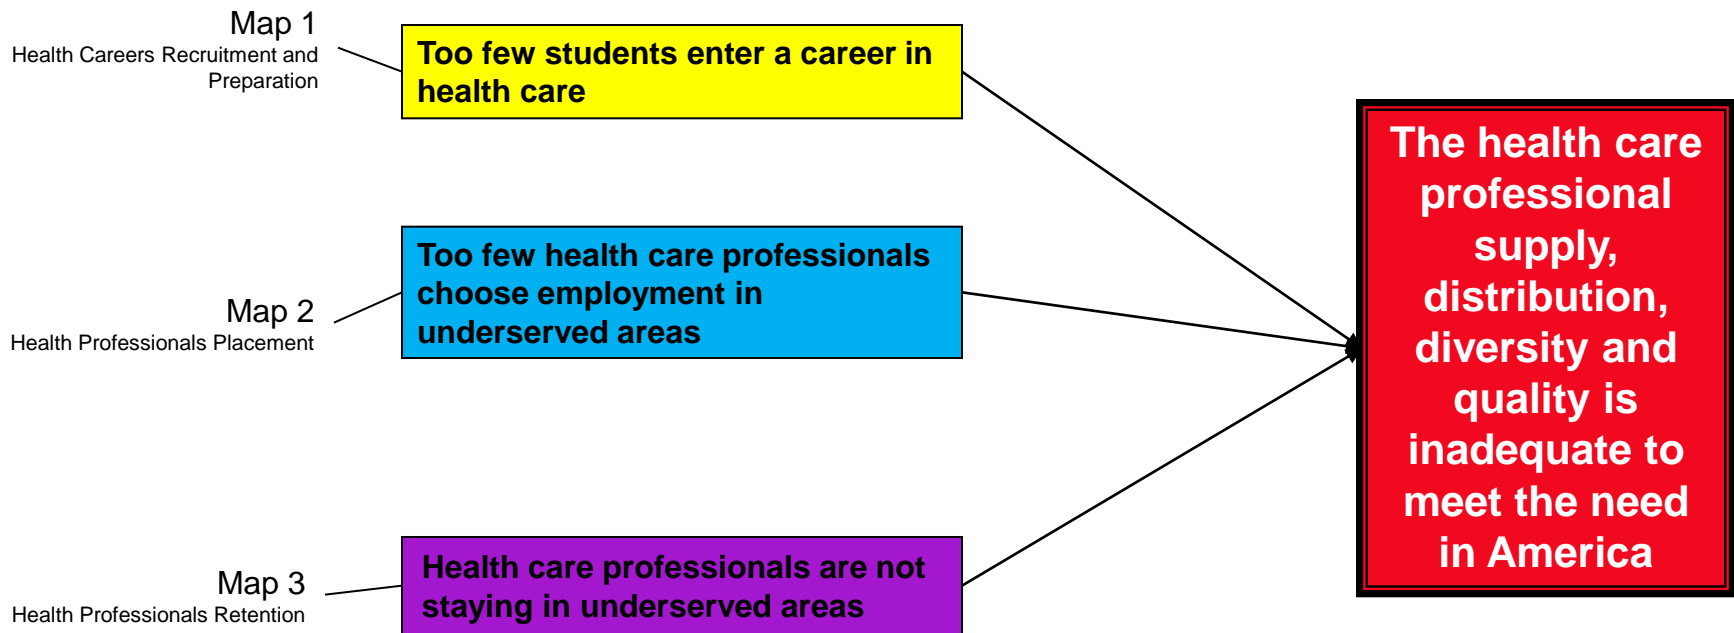 Map 1
Health Careers Recruitment and
Preparation
Too few students enter a career in
health care
Map 2
Health Professionals Placement
Too few health care professionals
choose employment in
underserved areas
Map 3
Health Professionals Retention
Health care professionals are not
staying in underserved areas
The health care
professional
supply,
distribution,
diversity and
quality is
inadequate to
meet the need
in America